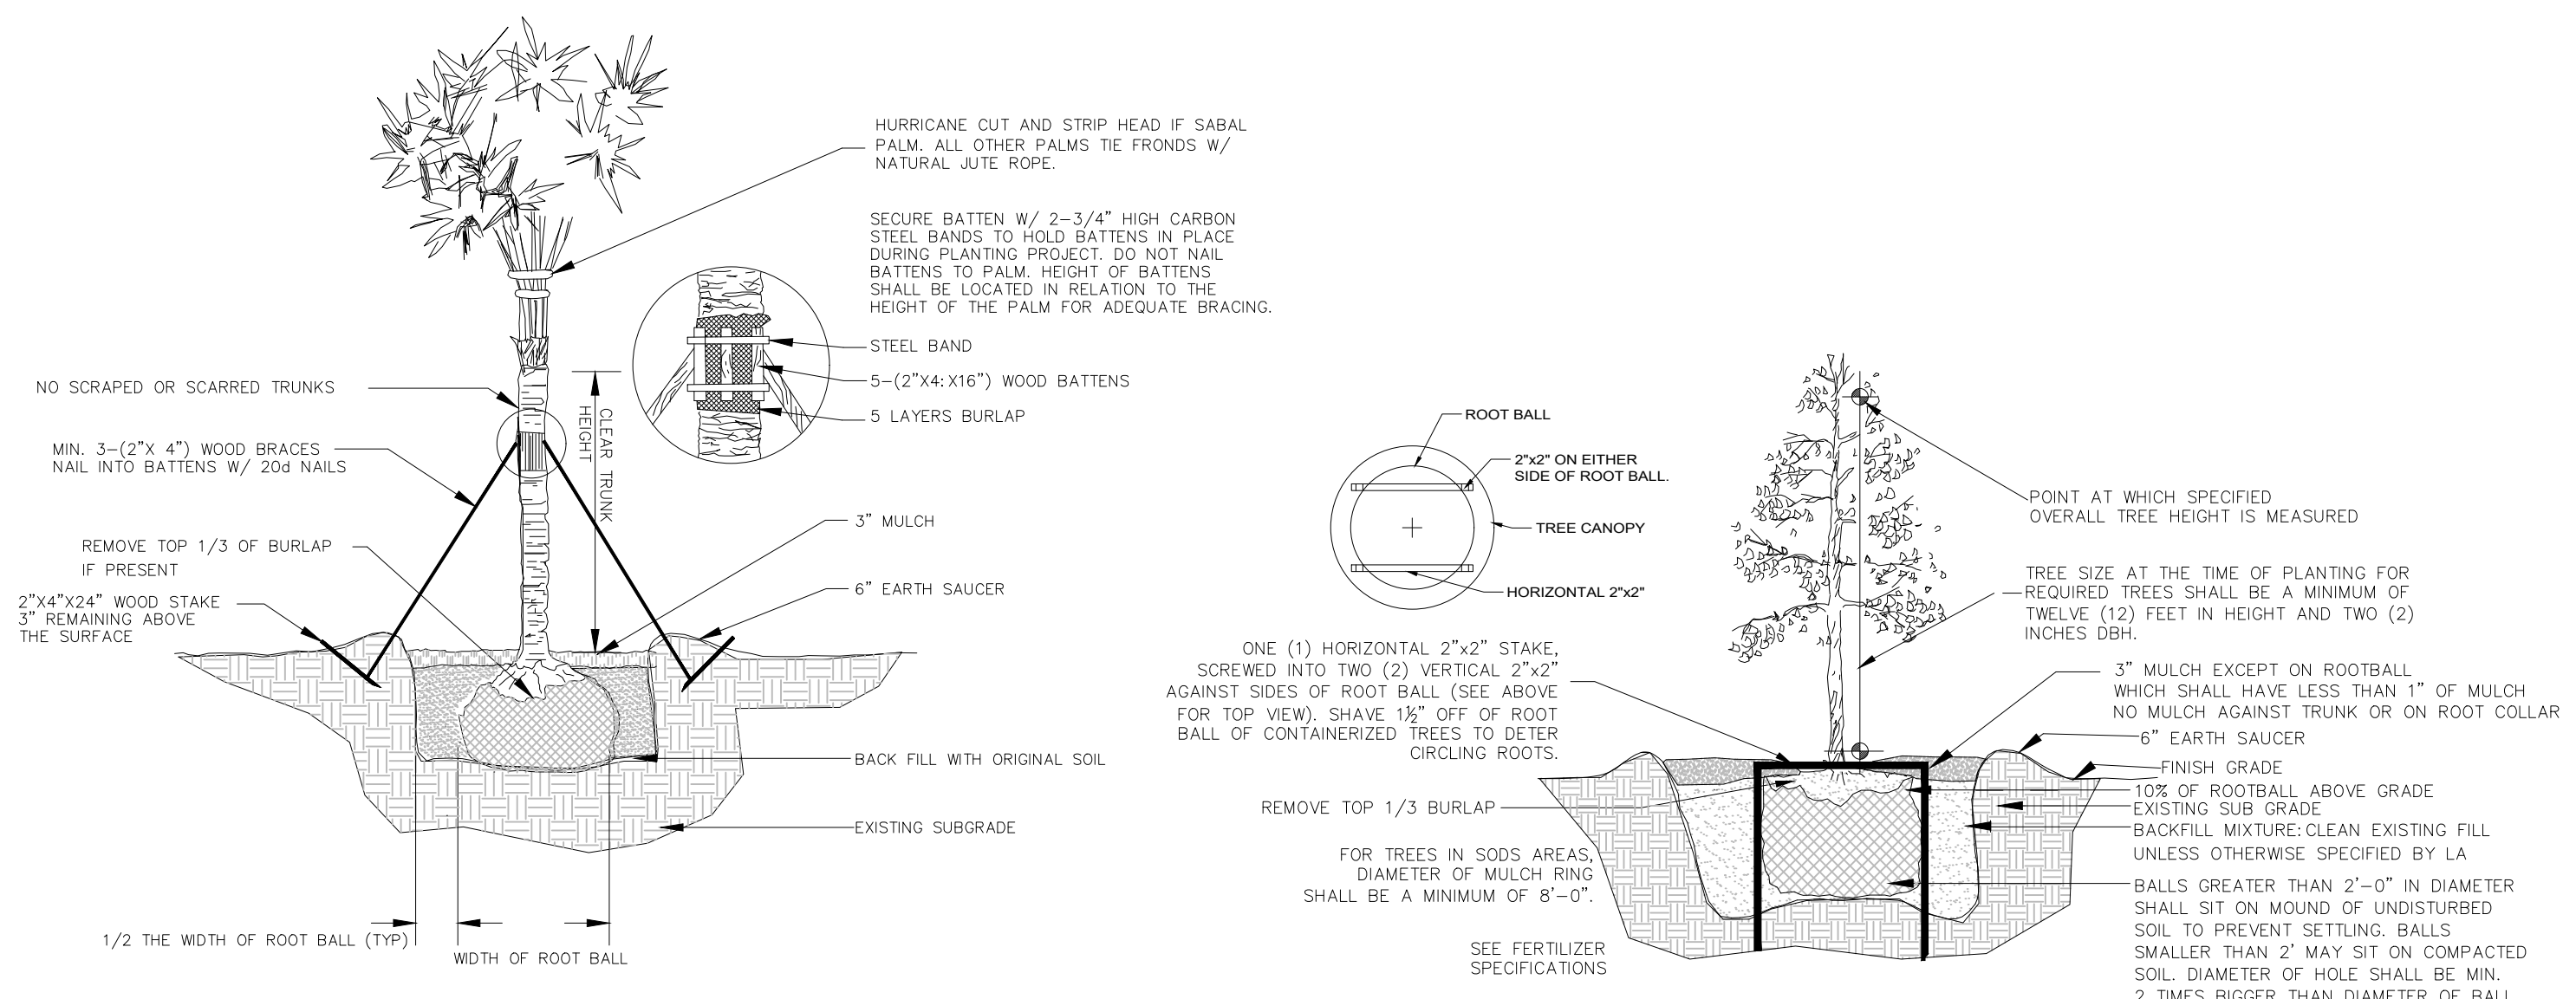 HURRICANE CUT AND STRIP HEAD IF SABAL
PALM. ALL OTHER PALMS TIE FRONDS W/
NATURAL JUTE ROPE.
SECURE BATTEN W/ 2-3/4" HIGH CARBON
STEEL BANDS TO HOLD BATTENS IN PLACE
DURING PLANTING PROJECT. DO NOT NAIL
BATTENS TO PALM. HEIGHT OF BATTENS
SHALL BE LOCATED IN RELATION TO THE
HEIGHT OF THE PALM FOR ADEQUATE BRACING.
STEEL BAND
5-(2"X4:X16") WOOD BATTENS
5 LAYERS BURLAP
NO SCRAPED OR SCARRED TRUNKS
MIN. 3-(2"X 4") WOOD BRACES
NAIL INTO BATTENS W/ 20d NAILS
CLEAR TRUNK
HEIGHT
REMOVE TOP 1/3 OF BURLAP
IF PRESENT
2"X4"X24" WOOD STAKE
3" REMAINING ABOVE
THE SURFACE
3" MULCH
6" EARTH SAUCER
BACK FILL WITH ORIGINAL SOIL
EXISTING SUBGRADE
1/2 THE WIDTH OF ROOT BALL (TYP)
WIDTH OF ROOT BALL
ROOT BALL
2"x2" ON EITHER
SIDE OF ROOT BALL.
TREE CANOPY
HORIZONTAL 2"x2"
ONE (1) HORIZONTAL 2"x2" STAKE,
SCREWED INTO TWO (2) VERTICAL 2"x2"
AGAINST SIDES OF ROOT BALL (SEE ABOVE
FOR TOP VIEW). SHAVE 1½" OFF OF ROOT
BALL OF CONTAINERIZED TREES TO DETER
CIRCLING ROOTS.
REMOVE TOP 1/3 BURLAP
FOR TREES IN SODS AREAS,
DIAMETER OF MULCH RING
SHALL BE A MINIMUM OF 8'-0".
SEE FERTILIZER
SPECIFICATIONS
POINT AT WHICH SPECIFIED
OVERALL TREE HEIGHT IS MEASURED
TREE SIZE AT THE TIME OF PLANTING FOR
REQUIRED TREES SHALL BE A MINIMUM OF
TWELVE (12) FEET IN HEIGHT AND TWO (2)
INCHES DBH.
3" MULCH EXCEPT ON ROOTBALL
WHICH SHALL HAVE LESS THAN 1" OF MULCH
NO MULCH AGAINST TRUNK OR ON ROOT COLLAR
6" EARTH SAUCER
FINISH GRADE
10% OF ROOTBALL ABOVE GRADE
EXISTING SUB GRADE
BACKFILL MIXTURE: CLEAN EXISTING FILL
UNLESS OTHERWISE SPECIFIED BY LA
BALLS GREATER THAN 2'-0" IN DIAMETER
SHALL SIT ON MOUND OF UNDISTURBED
SOIL TO PREVENT SETTLING. BALLS
SMALLER THAN 2' MAY SIT ON COMPACTED
SOIL. DIAMETER OF HOLE SHALL BE MIN.
2 TIMES BIGGER THAN DIAMETER OF BALL